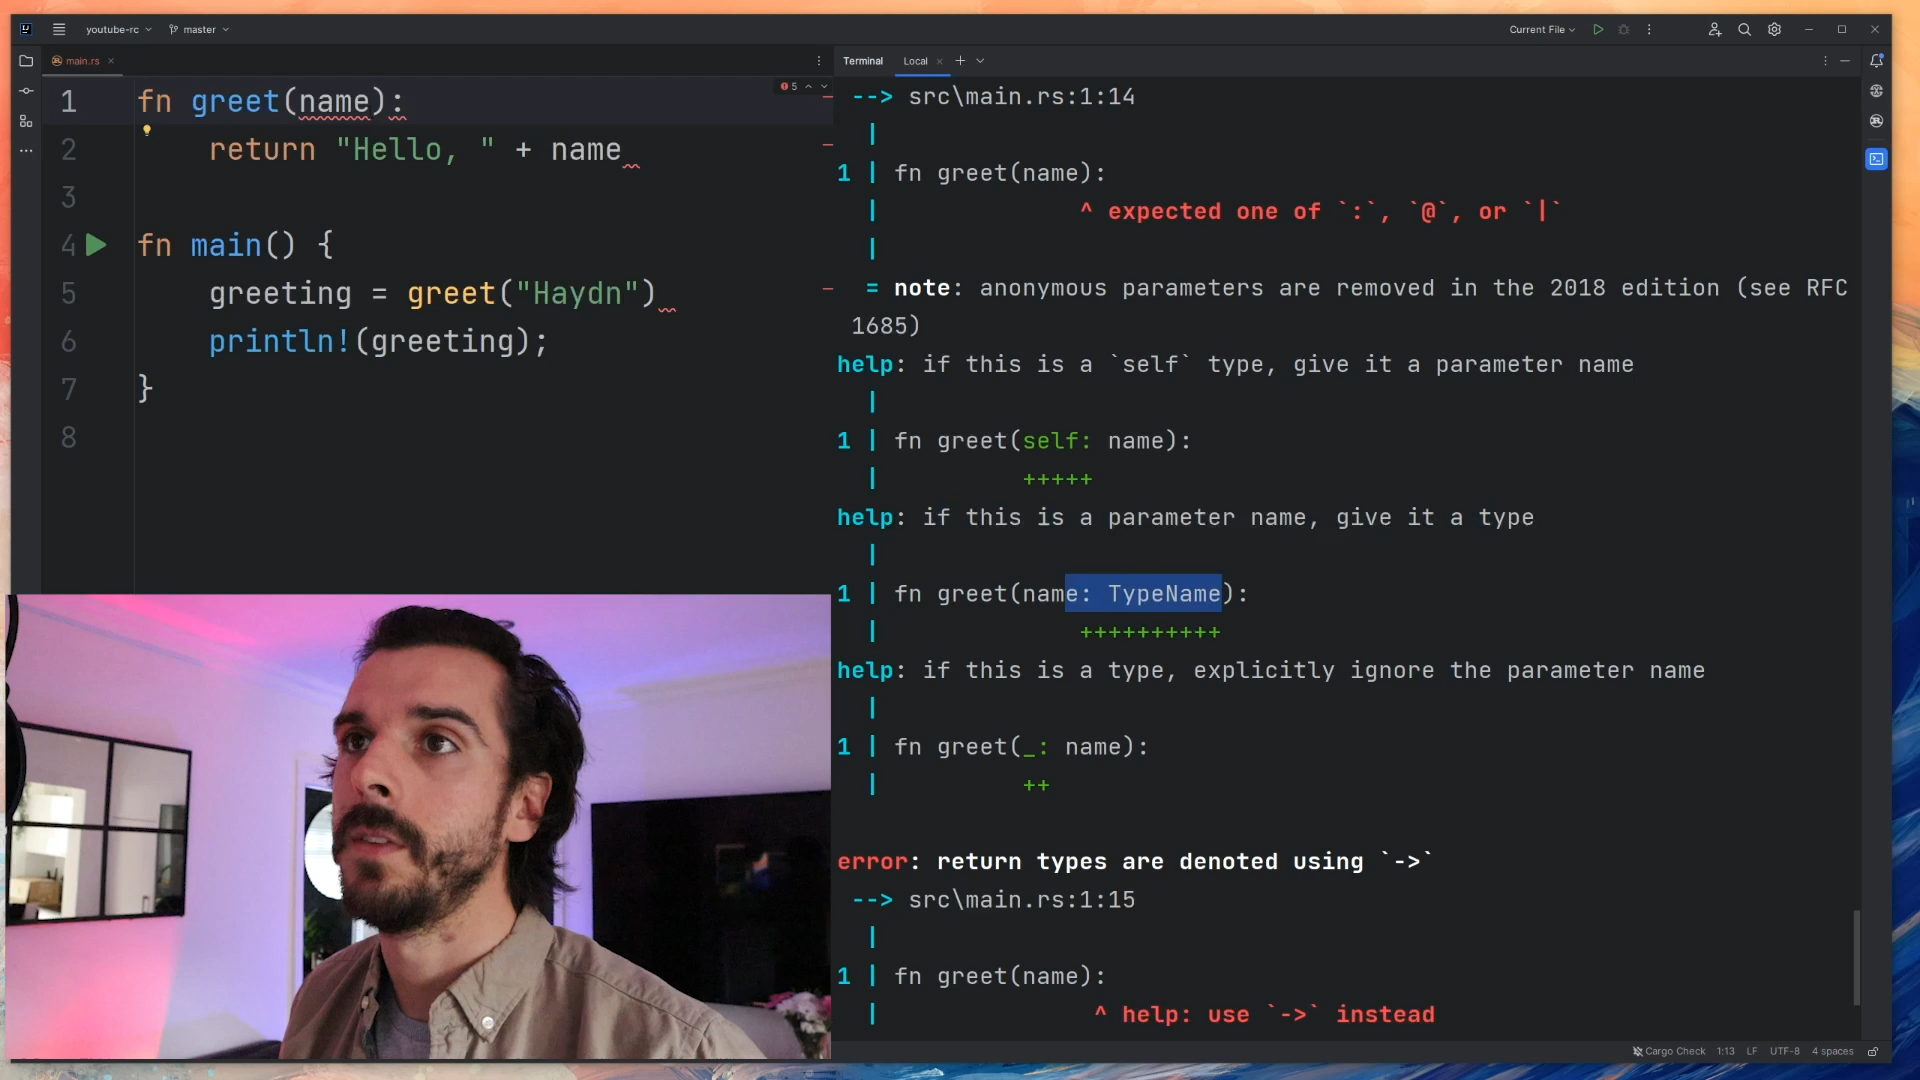 youtube-rc
master
Current File
main.rs
Terminal
Local
5
1 fn greet(name):
2 return "Hello, " + name
3
4 fn main() {
5 greeting = greet("Haydn")
6 println!(greeting);
7 }
8
--> src\main.rs:1:14
|
1 | fn greet(name):
| ^ expected one of `:`, `@`, or `|`
|
= note: anonymous parameters are removed in the 2018 edition (see RFC
1685)
help: if this is a `self` type, give it a parameter name
|
1 | fn greet(self: name):
| +++++
help: if this is a parameter name, give it a type
|
1 | fn greet(name: TypeName):
| ++++++++++
help: if this is a type, explicitly ignore the parameter name
|
1 | fn greet(_: name):
| ++
error: return types are denoted using `->`
--> src\main.rs:1:15
|
1 | fn greet(name):
| ^ help: use `->` instead
Cargo Check 1:13 LF UTF-8 4 spaces